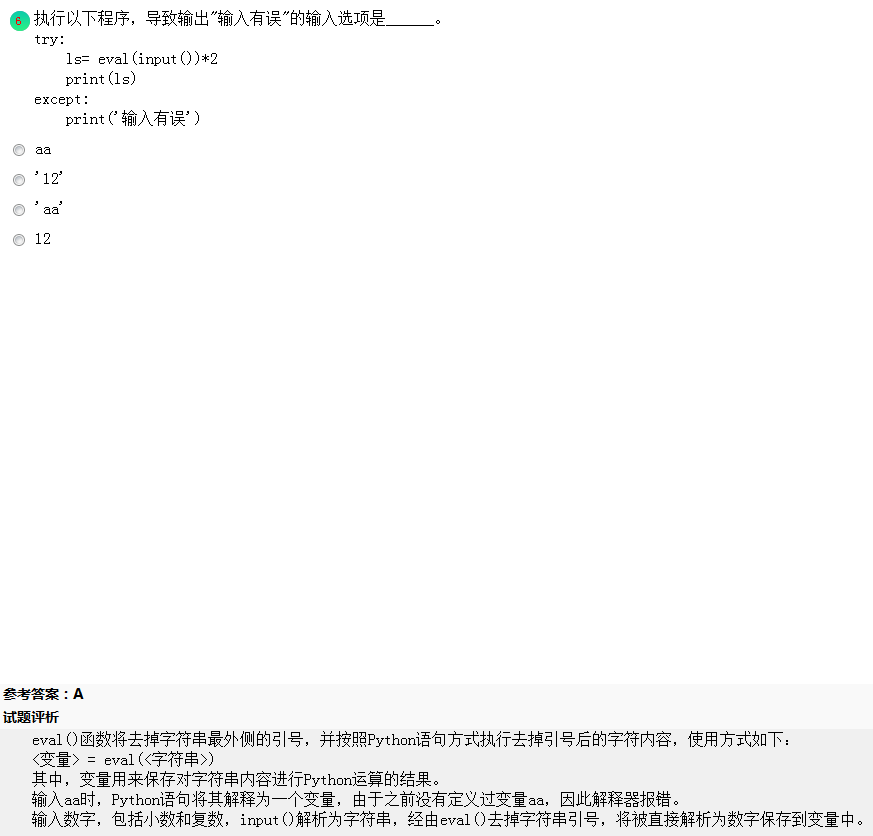 6 执行以下程序，导致输出"输入有误"的输入选项是______。
try:
    ls= eval(input())*2
    print(ls)
except:
    print('输入有误')
aa
'12'
'aa'
12
参考答案：A
试题评析
eval()函数将去掉字符串最外侧的引号，并按照Python语句方式执行去掉引号后的字符内容，使用方式如下：
<变量> = eval(<字符串>)
其中，变量用来保存对字符串内容进行Python运算的结果。
输入aa时，Python语句将其解释为一个变量，由于之前没有定义过变量aa，因此解释器报错。
输入数字，包括小数和复数，input()解析为字符串，经由eval()去掉字符串引号，将被直接解析为数字保存到变量中。